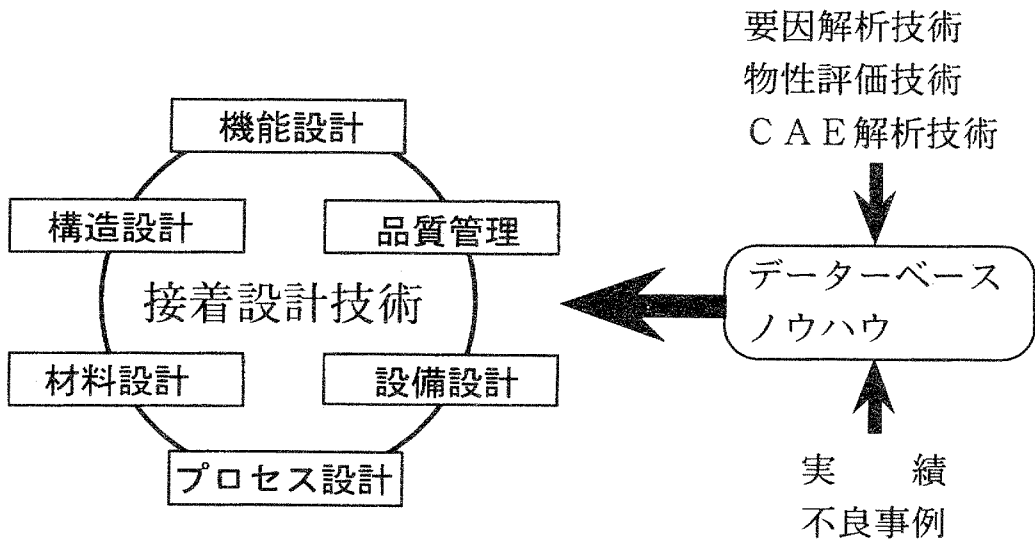 機能設計
構造設計
品質管理
接着設計技術
材料設計
設備設計
プロセス設計
要因解析技術
物性評価技術
ＣＡＥ解析技術
データーベース
ノウハウ
実　　績
不良事例